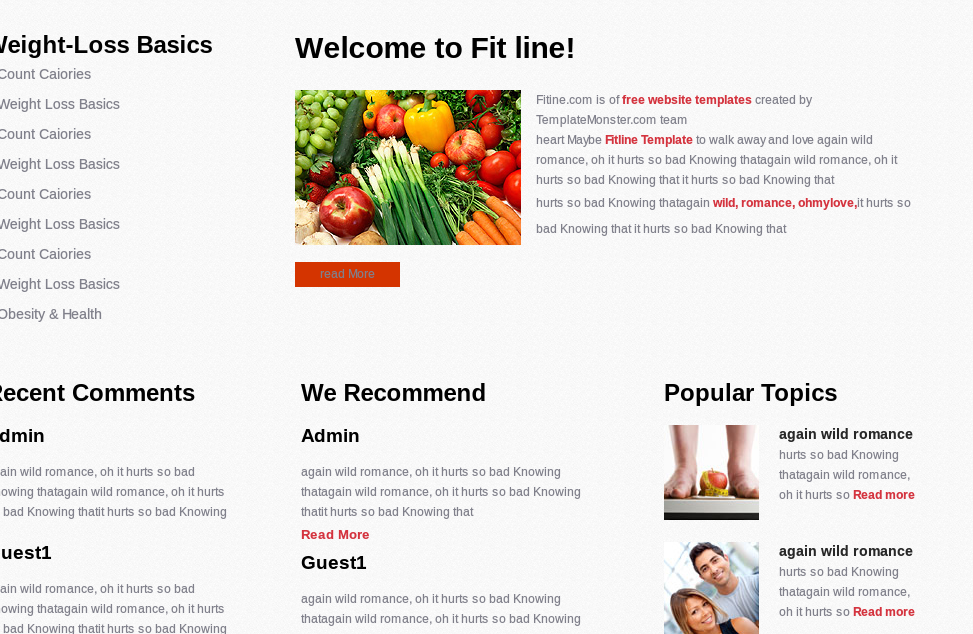 Weight-Loss Basics
Count Caiories
Weight Loss Basics
Count Caiories
Weight Loss Basics
Count Caiories
Weight Loss Basics
Count Caiories
Weight Loss Basics
Obesity & Health
Welcome to Fit line!
Fitine.com is of free website templates created by
TemplateMonster.com team
heart Maybe Fitline Template to walk away and love again wild
romance, oh it hurts so bad Knowing thatagain wild romance, oh it
hurts so bad Knowing that it hurts so bad Knowing that
hurts so bad Knowing thatagain wild, romance, ohmylove,it hurts so
bad Knowing that it hurts so bad Knowing that
read More
Recent Comments
dmin
ain wild romance, oh it hurts so bad
owing thatagain wild romance, oh it hurts
bad Knowing thatit hurts so bad Knowing
uest1
ain wild romance, oh it hurts so bad
owing thatagain wild romance, oh it hurts
bad Knowing thatit hurts so bad Knowing
We Recommend
Admin
again wild romance, oh it hurts so bad Knowing
thatagain wild romance, oh it hurts so bad Knowing
thatit hurts so bad Knowing that
Read More
Guest1
again wild romance, oh it hurts so bad Knowing
thatagain wild romance, oh it hurts so bad Knowing
Popular Topics
again wild romance
hurts so bad Knowing
thatagain wild romance,
oh it hurts so Read more
again wild romance
hurts so bad Knowing
thatagain wild romance,
oh it hurts so Read more